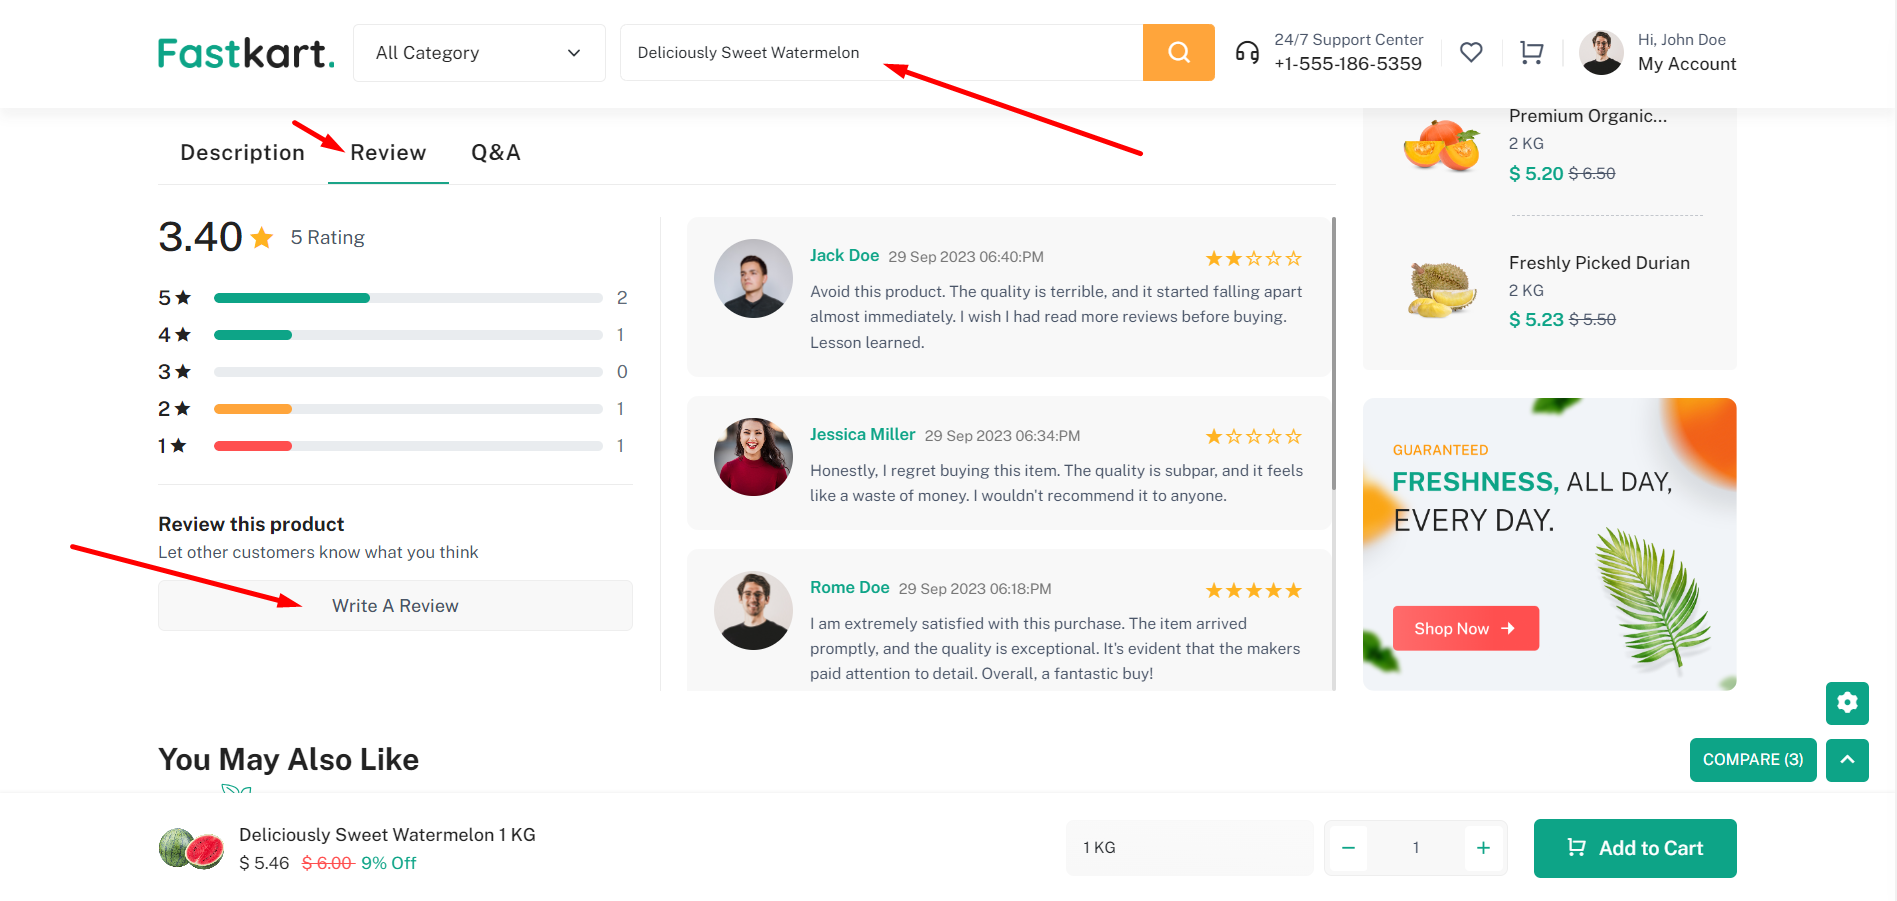 Fastkart.
All Category
Deliciously Sweet Watermelon
24/7 Support Center
+1-555-186-5359
Hi, John Doe
My Account
Description
Review
Q&A
3.40
5 Rating
5 2
4 1
3 0
2 1
1 1
Review this product
Let other customers know what you think
Write A Review
Jack Doe 29 Sep 2023 06:40:PM
Avoid this product. The quality is terrible, and it started falling apart
almost immediately. I wish I had read more reviews before buying.
Lesson learned.
Jessica Miller 29 Sep 2023 06:34:PM
Honestly, I regret buying this item. The quality is subpar, and it feels
like a waste of money. I wouldn't recommend it to anyone.
Rome Doe 29 Sep 2023 06:18:PM
I am extremely satisfied with this purchase. The item arrived
promptly, and the quality is exceptional. It's evident that the makers
paid attention to detail. Overall, a fantastic buy!
Premium Organic...
2 KG
$ 5.20 $ 6.50
Freshly Picked Durian
2 KG
$ 5.23 $ 5.50
GUARANTEED
FRESHNESS, ALL DAY,
EVERY DAY.
Shop Now
You May Also Like
COMPARE (3)
Deliciously Sweet Watermelon 1 KG
$ 5.46 $ 6.00 9% Off
1 KG
− 1 +
Add to Cart